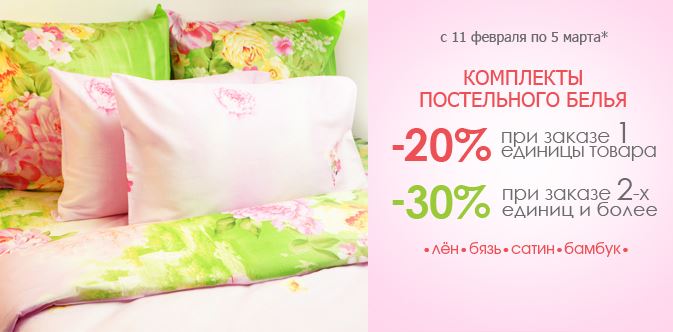 с 11 февраля по 5 марта*
КОМПЛЕКТЫ
ПОСТЕЛЬНОГО БЕЛЬЯ
-20% при заказе 1
единицы товара
-30% при заказе 2-х
единиц и более
•лён•бязь•сатин•бамбук•